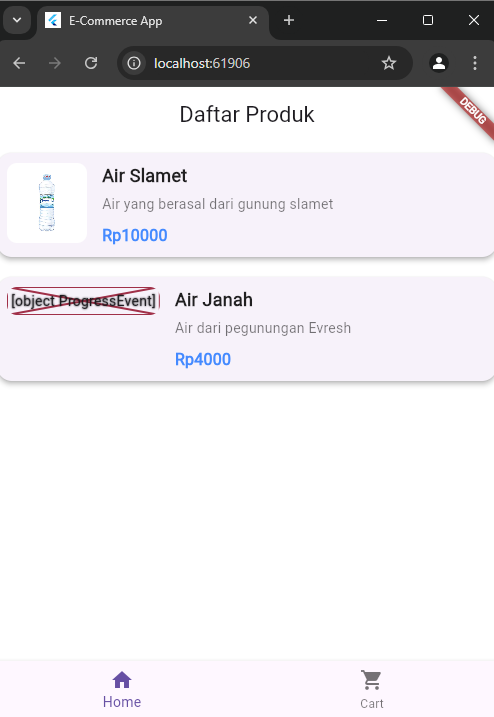 E-Commerce App
localhost:61906
DEBUG
Daftar Produk
Air Slamet
Air yang berasal dari gunung slamet
Rp10000
[object ProgressEvent]
Air Janah
Air dari pegunungan Evresh
Rp4000
Home
Cart